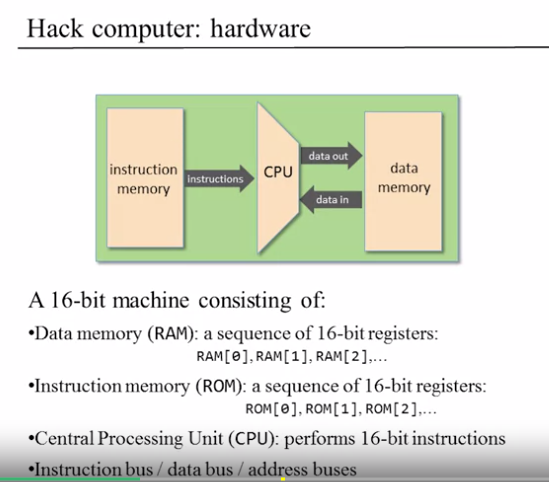 Hack computer: hardware
instruction
memory
instructions
CPU
data out
data in
data
memory
A 16-bit machine consisting of:
•Data memory (RAM): a sequence of 16-bit registers:
RAM[0], RAM[1], RAM[2],...
•Instruction memory (ROM): a sequence of 16-bit registers:
ROM[0], ROM[1], ROM[2],...
•Central Processing Unit (CPU): performs 16-bit instructions
•Instruction bus / data bus / address buses